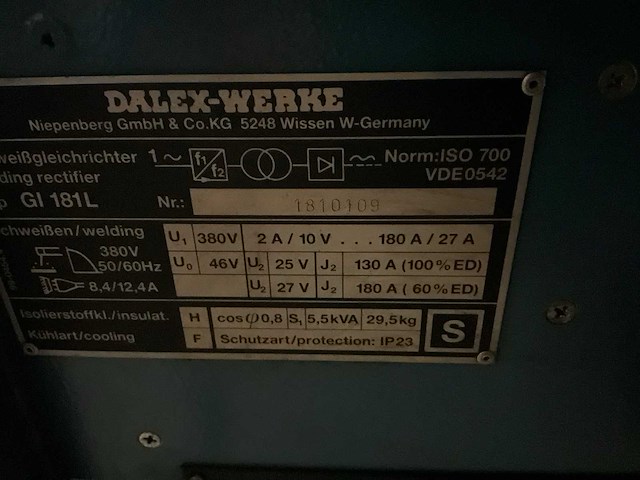 DALEX-WERKE
Niepenberg GmbH & Co.KG 5248 Wissen W-Germany
weißgleichrichter 1~ f₁ f₂ Norm:ISO 700
ding rectifier VDE0542
p GI 181L Nr.: 1810109
chweißen/welding U₁ 380V 2 A / 10 V . . . 180 A / 27 A
380V U₀ 46V U₂ 25 V J₂ 130 A (100% ED)
50/60Hz
8,4/12,4A U₂ 27 V J₂ 180 A ( 60% ED)
Isolierstoffkl./insulat. H cosφ0,8 S₁ 5,5kVA 29,5kg S
Kühlart/cooling F Schutzart/protection: IP23